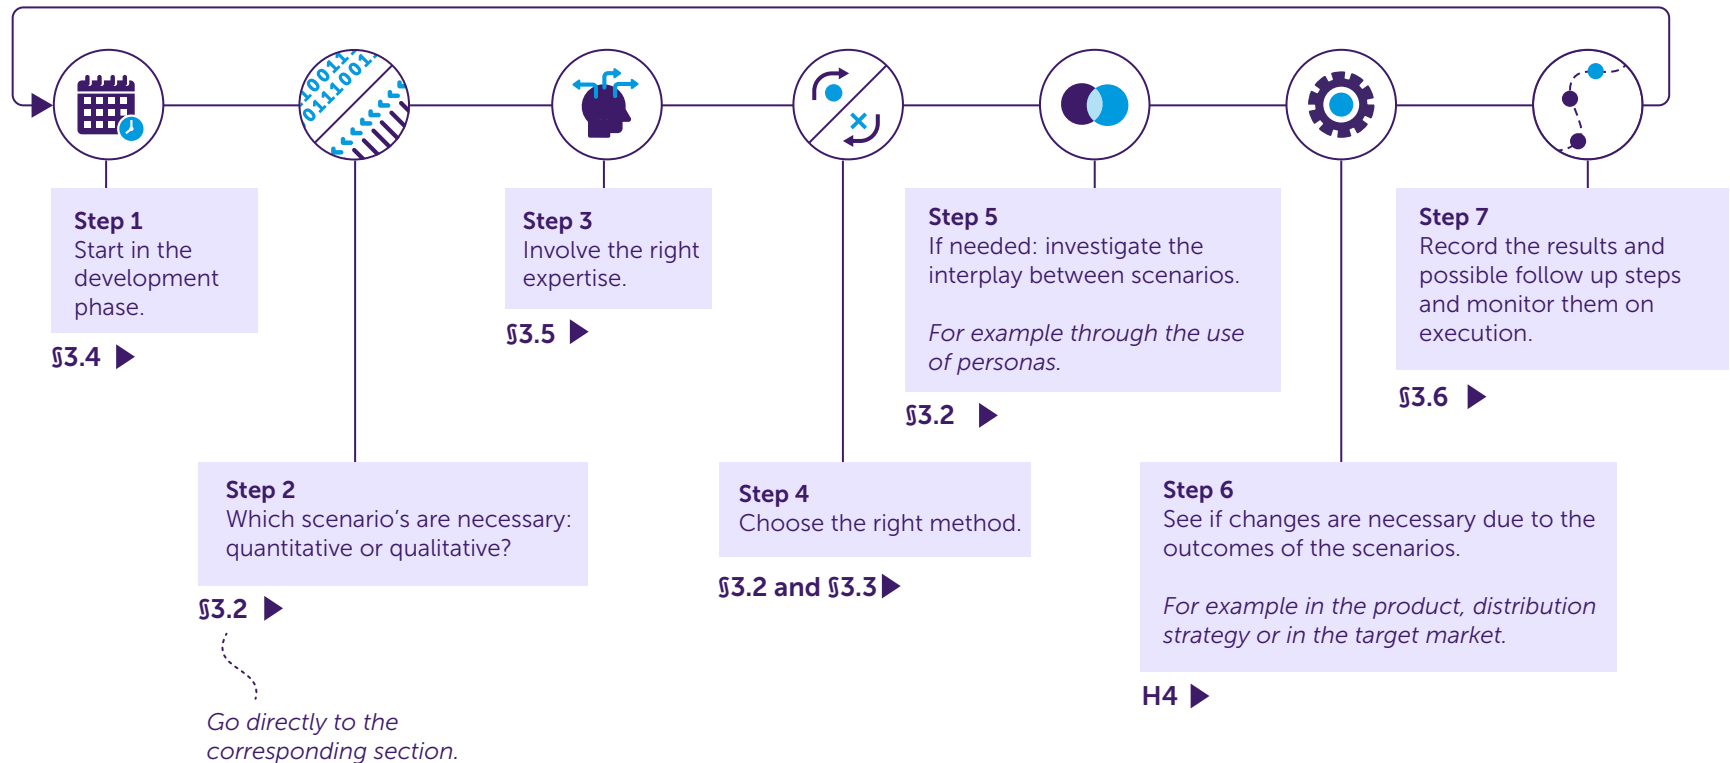 10011
0111001
Step 1
Start in the
development
phase.
§3.4
Step 2
Which scenario's are necessary:
quantitative or qualitative?
§3.2
Go directly to the
corresponding section.
Step 3
Involve the right
expertise.
§3.5
Step 4
Choose the right method.
§3.2 and §3.3
Step 5
If needed: investigate the
interplay between scenarios.
For example through the use
of personas.
§3.2
Step 6
See if changes are necessary due to the
outcomes of the scenarios.
For example in the product, distribution
strategy or in the target market.
H4
Step 7
Record the results and
possible follow up steps
and monitor them on
execution.
§3.6